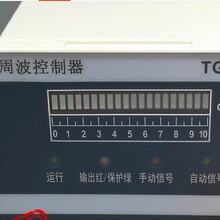 周波控制器 TG
0 1 2 3 4 5 6 7 8 9 10
运行 输出红/保护绿 手动信号 自动信号